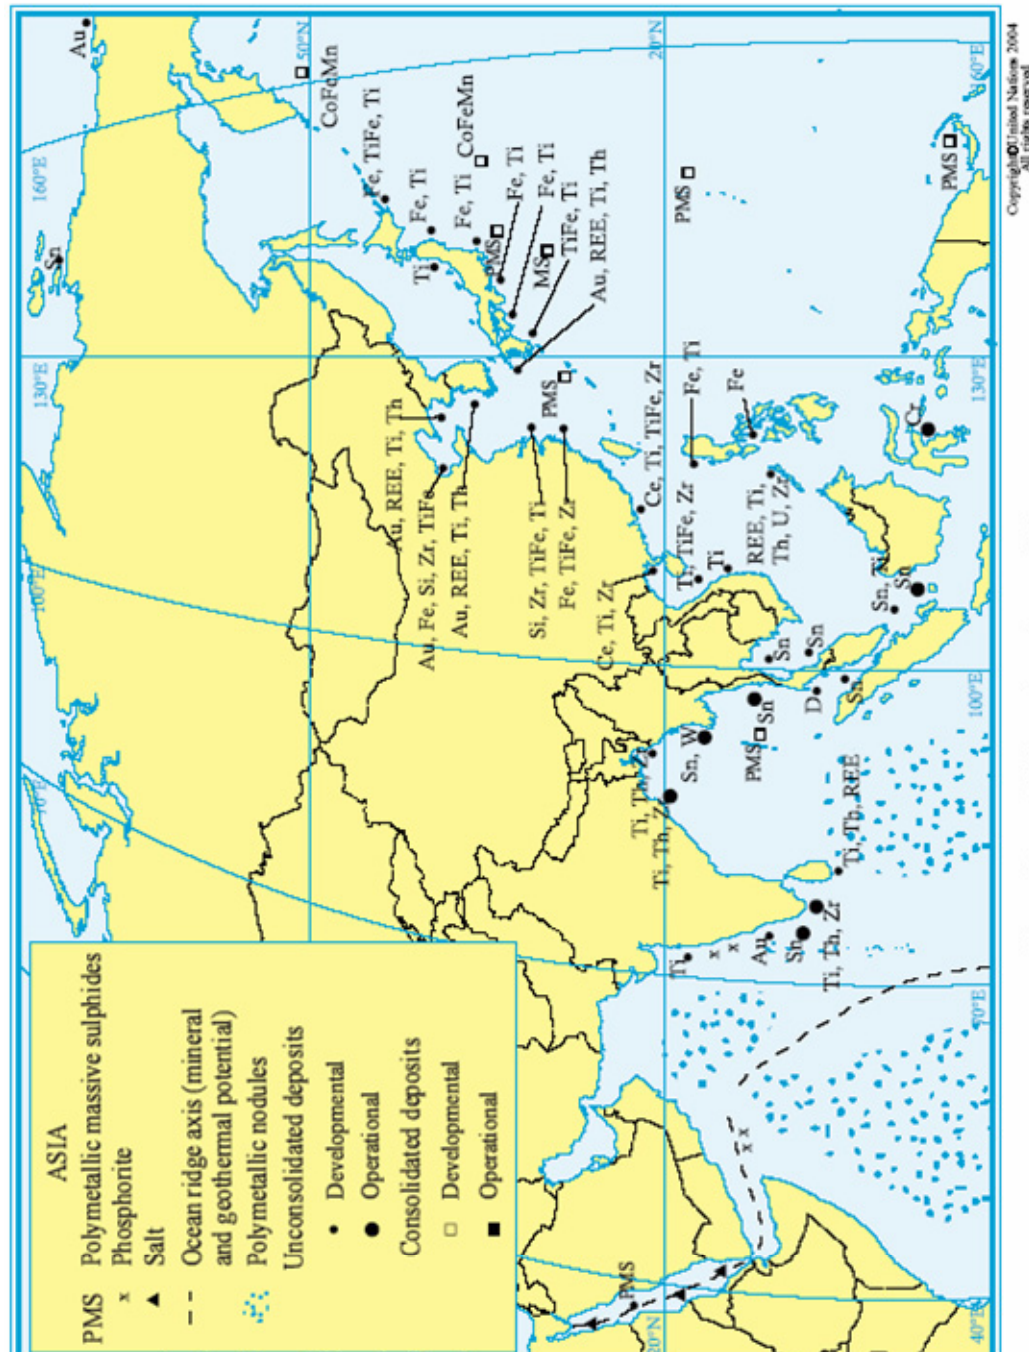 ASIA
PMS Polymetallic massive sulphides
x Phosphorite
▲ Salt
Ocean ridge axis (mineral
and geothermal potential)
Polymetallic nodules
Unconsolidated deposits
• Developmental
● Operational
Consolidated deposits
□ Developmental
■ Operational
70°E
100°E
130°E
160°E
Sn
Au
50°N
CoFeMn
Fe, TiFe, Ti
Fe, Ti
Ti
Fe, Ti
CoFeMn
PMS
Fe, Ti
Fe, Ti
MS
TiFe, Ti
Au, REE, Ti, Th
Au, REE, Ti, Th
Au, Fe, Si, Zr, TiFe
Au, REE, Ti, Th
Si, Zr, TiFe, Ti
PMS
Fe, TiFe, Zr
Ce, Ti, Zr
Ce, Ti, TiFe, Zr
20°N
20°N
PMS
PMS
Ti
Ti, Th, Zr
Ti, Th, Zr
Sn, W
Ti, TiFe, Zr
Fe, Ti
Ti
Fe
REE, Ti,
Th, U, Zr
x x
Au
Sn
Ti, Th, Zr
Ti, Th, REE
PMS
Sn
D
Sn
Sn
Sn
Sn, Ti
Sn
Cr
x x
PMS
40°E
70°E
100°E
130°E
160°E
Copyright©United Nations 2004
All rights reserved